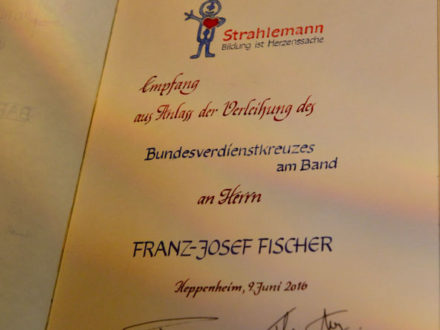 Strahlemann
Bildung ist Herzenssache
Empfang
aus Anlass der Verleihung des
Bundesverdienstkreuzes
am Band
an Herrn
FRANZ-JOSEF FISCHER
Heppenheim, 9. Juni 2016